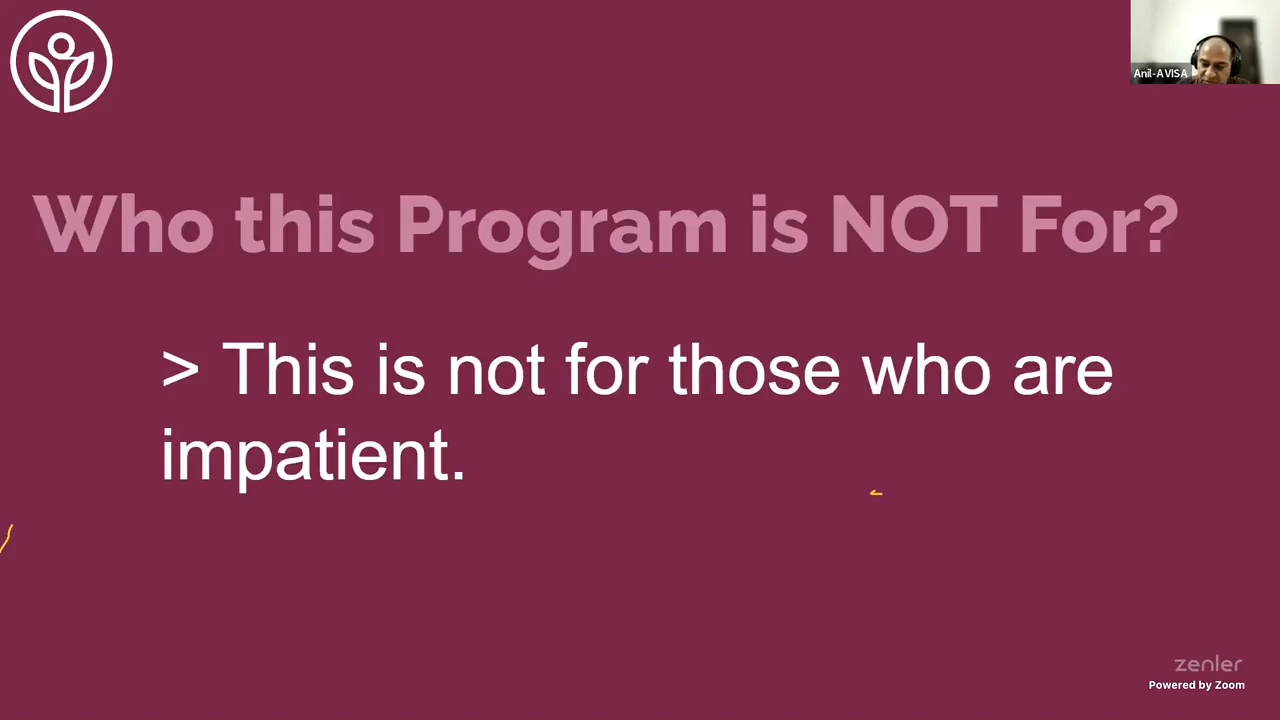 Anil-AVISA
Who this Program is NOT For?
> This is not for those who are
impatient.
zenler
Powered by Zoom